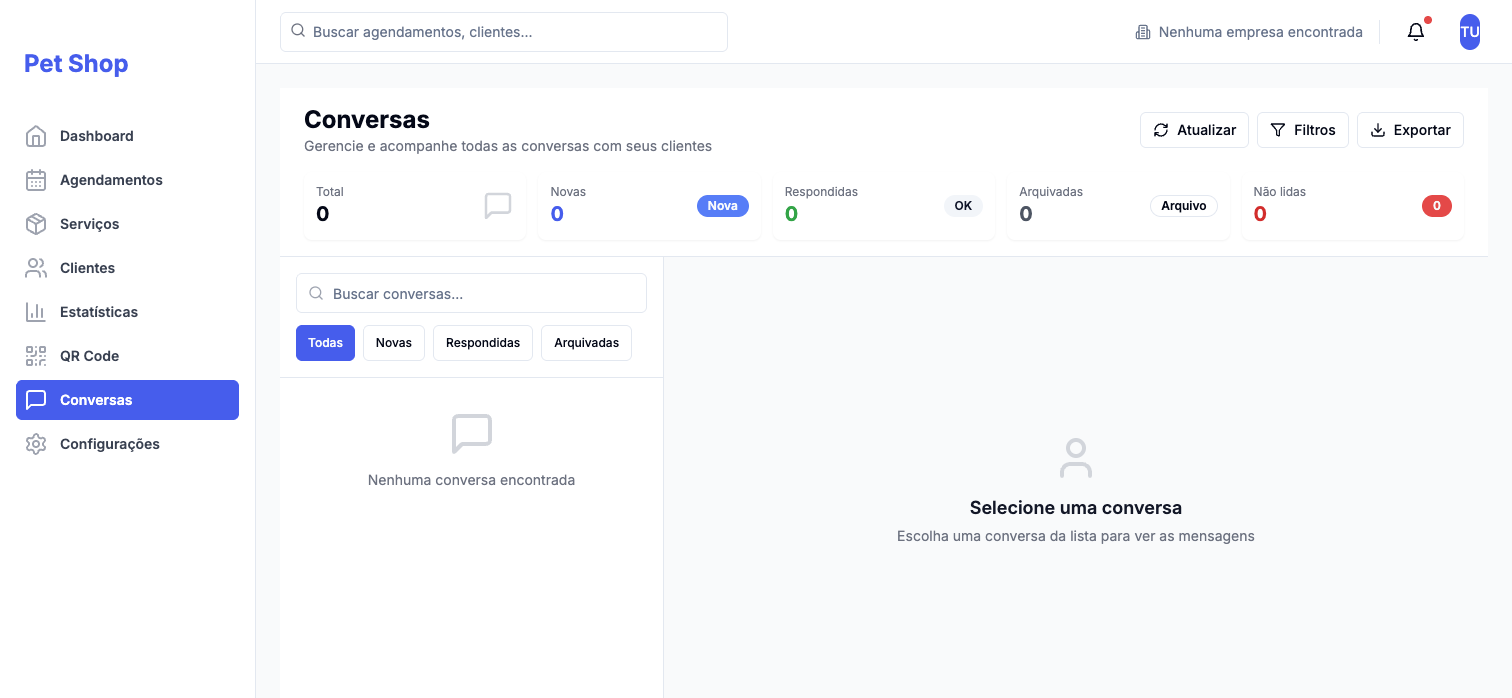 Pet Shop
Dashboard
Agendamentos
Serviços
Clientes
Estatísticas
QR Code
Conversas
Configurações
Buscar agendamentos, clientes...
Nenhuma empresa encontrada
TU
Conversas
Gerencie e acompanhe todas as conversas com seus clientes
Atualizar
Filtros
Exportar
Total
0
Novas
0
Nova
Respondidas
0
OK
Arquivadas
0
Arquivo
Não lidas
0
0
Buscar conversas...
Todas
Novas
Respondidas
Arquivadas
Nenhuma conversa encontrada
Selecione uma conversa
Escolha uma conversa da lista para ver as mensagens